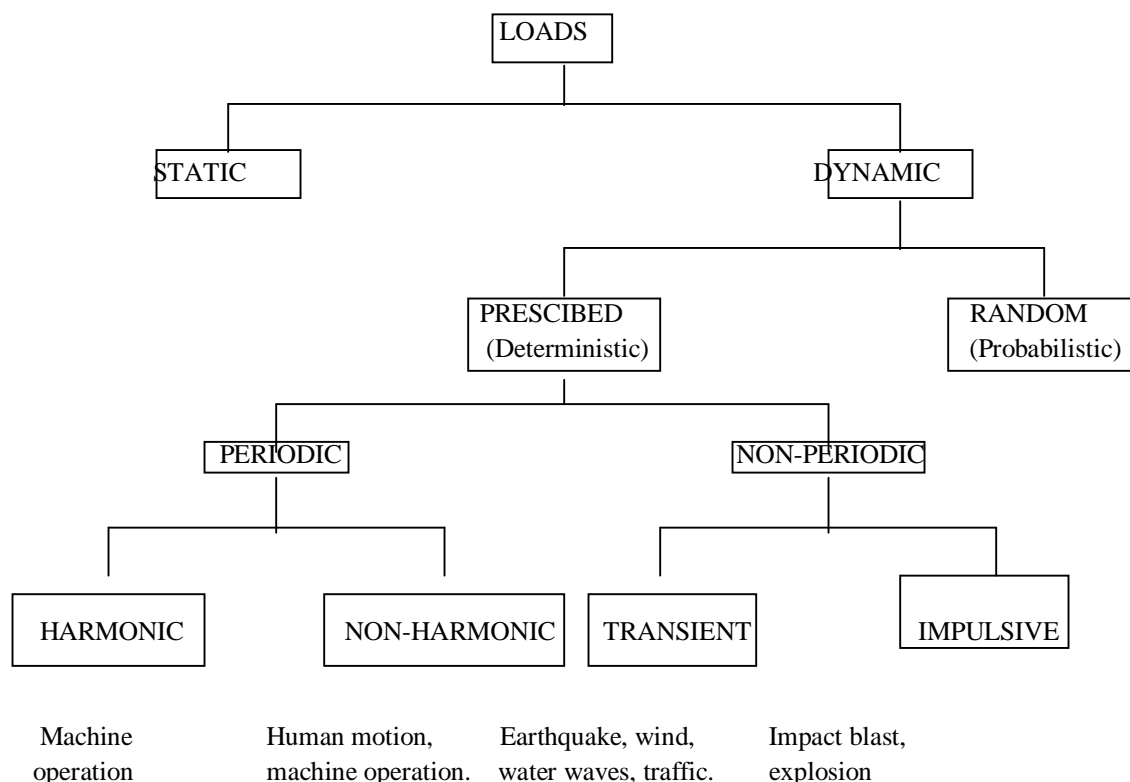 LOADS
STATIC DYNAMIC
PRESCIBED RANDOM
(Deterministic) (Probabilistic)
PERIODIC NON-PERIODIC
HARMONIC NON-HARMONIC TRANSIENT IMPULSIVE
Machine Human motion, Earthquake, wind, Impact blast,
operation machine operation. water waves, traffic. explosion